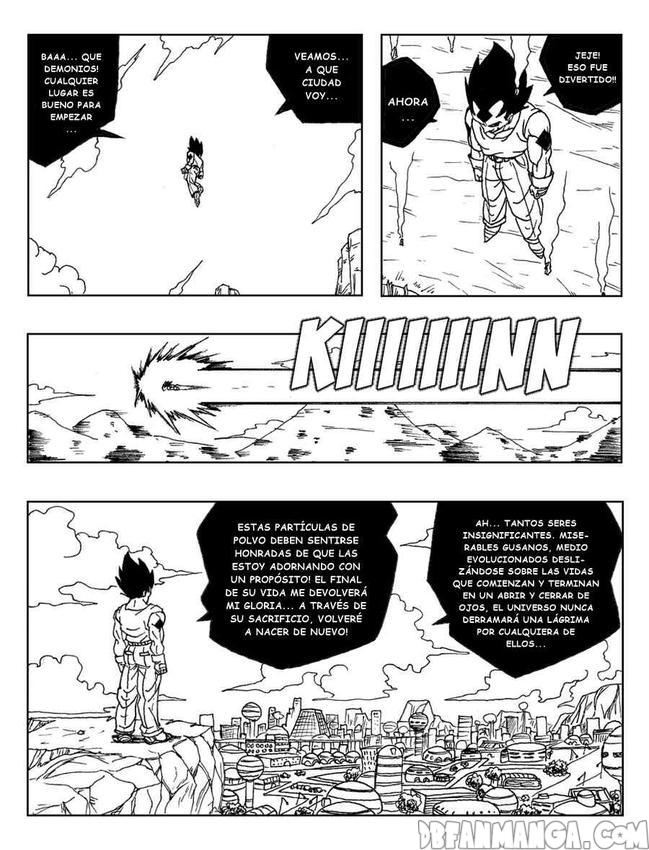 JEJE!
ESO FUE
DIVERTIDO!!
AHORA
...
VEAMOS...
A QUE
CIUDAD
VOY...
BAAA... QUE
DEMONIOS!
CUALQUIER
LUGAR ES
BUENO PARA
EMPEZAR
...
KIIIIIIIINN
AH... TANTOS SERES
INSIGNIFICANTES. MISE-
RABLES GUSANOS, MEDIO
EVOLUCIONADOS DESLI-
ZÁNDOSE SOBRE LAS VIDAS
QUE COMIENZAN Y TERMINAN
EN UN ABRIR Y CERRAR DE
OJOS, EL UNIVERSO NUNCA
DERRAMARÁ UNA LÁGRIMA
POR CUALQUIERA DE
ELLOS...
ESTAS PARTÍCULAS DE
POLVO DEBEN SENTIRSE
HONRADAS DE QUE LAS
ESTOY ADORNANDO CON
UN PROPÓSITO! EL FINAL
DE SU VIDA ME DEVOLVERÁ
MI GLORIA... A TRAVÉS DE
SU SACRIFICIO, VOLVERÉ
A NACER DE NUEVO!
DBFANMANGA.COM